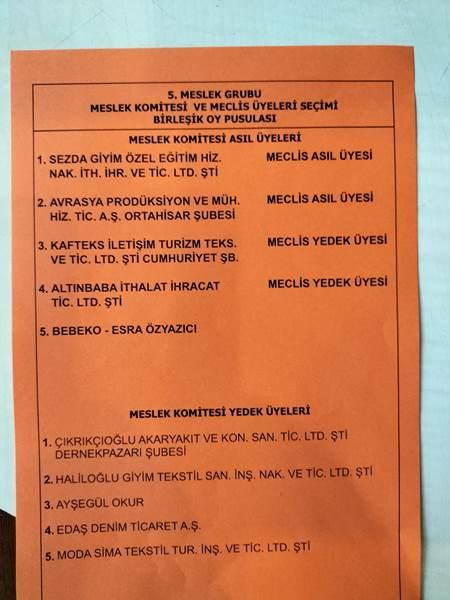 5. MESLEK GRUBU
MESLEK KOMİTESİ VE MECLİS ÜYELERİ SEÇİMİ
BİRLEŞİK OY PUSULASI
MESLEK KOMİTESİ ASIL ÜYELERİ
1. SEZDA GİYİM ÖZEL EĞİTİM HİZ. MECLİS ASIL ÜYESİ
NAK. İTH. İHR. VE TİC. LTD. ŞTİ
2. AVRASYA PRODÜKSİYON VE MÜH. MECLİS ASIL ÜYESİ
HİZ. TİC. A.Ş. ORTAHİSAR ŞUBESİ
3. KAFTEKS İLETİŞİM TURİZM TEKS. MECLİS YEDEK ÜYESİ
VE TİC. LTD. ŞTİ CUMHURİYET ŞB.
4. ALTINBABA İTHALAT İHRACAT MECLİS YEDEK ÜYESİ
TİC. LTD. ŞTİ
5. BEBEKO - ESRA ÖZYAZICI
MESLEK KOMİTESİ YEDEK ÜYELERİ
1. ÇIKRIKÇIOĞLU AKARYAKIT VE KON. SAN. TİC. LTD. ŞTİ
DERNEKPAZARI ŞUBESİ
2. HALİLOĞLU GİYİM TEKSTİL SAN. İNŞ. NAK. VE TİC. LTD. ŞTİ
3. AYŞEGÜL OKUR
4. EDAŞ DENİM TİCARET A.Ş.
5. MODA SİMA TEKSTİL TUR. İNŞ. VE TİC. LTD. ŞTİ